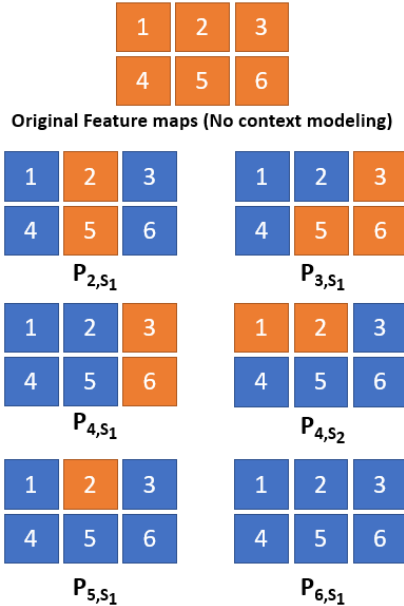 1 2 3
4 5 6
Original Feature maps (No context modeling)
1 2 3 1 2 3
4 5 6 4 5 6
P2,S1 P3,S1
1 2 3 1 2 3
4 5 6 4 5 6
P4,S1 P4,S2
1 2 3 1 2 3
4 5 6 4 5 6
P5,S1 P6,S1